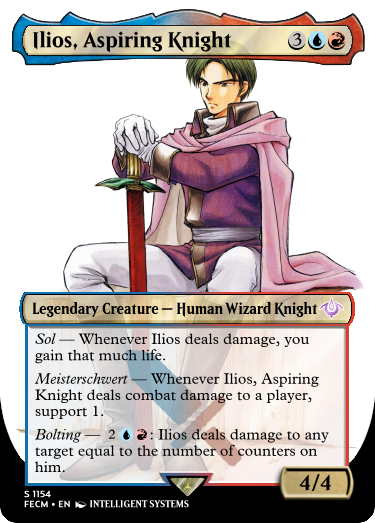 Ilios, Aspiring Knight 3
Legendary Creature — Human Wizard Knight
Sol — Whenever Ilios deals damage, you
gain that much life.
Meisterschwert — Whenever Ilios, Aspiring
Knight deals combat damage to a player,
support 1.
Bolting — 2 : Ilios deals damage to any
target equal to the number of counters on
him.
4/4
S 1154
FECM • EN INTELLIGENT SYSTEMS